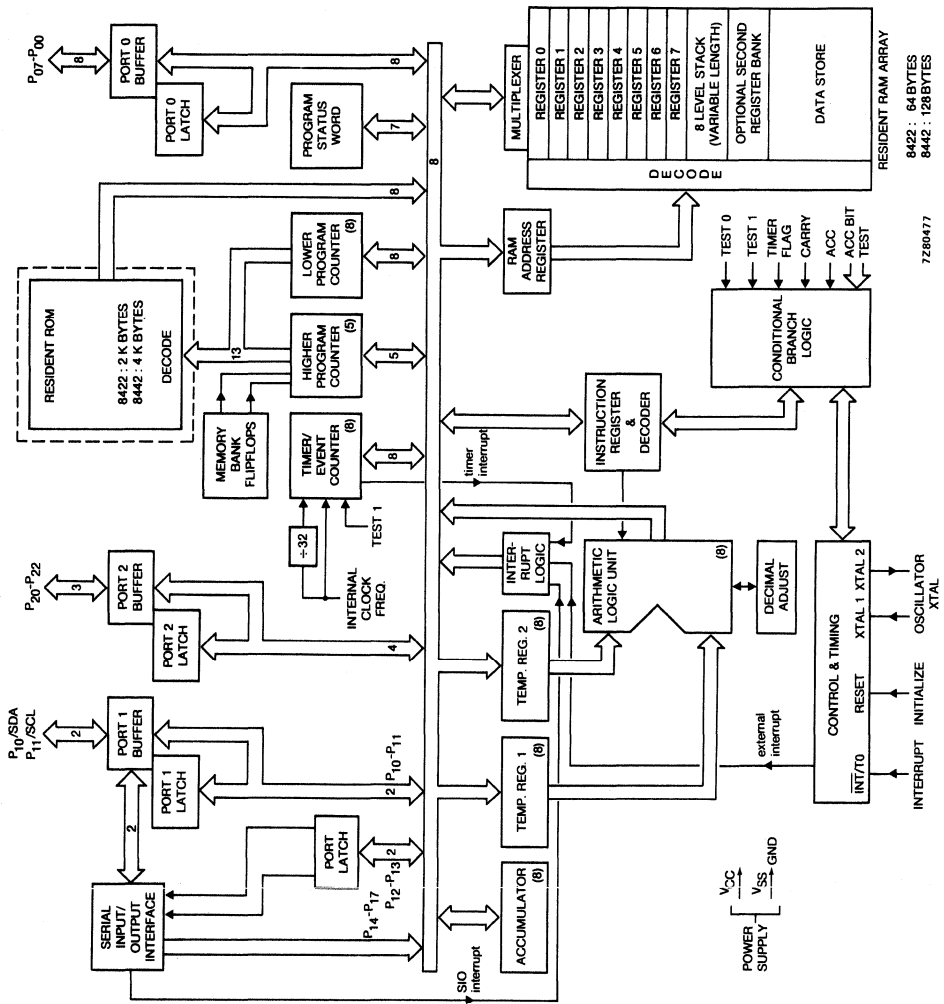 P10/SDA
P11/SCL
P20-P22
P07-P00
2
3
8
SERIAL
INPUT/
OUTPUT
INTERFACE
2
PORT 1
BUFFER
PORT 1
LATCH
PORT 2
BUFFER
PORT 2
LATCH
PORT 0
BUFFER
PORT 0
LATCH
RESIDENT ROM
8422 : 2 K BYTES
8442 : 4 K BYTES
DECODE
13
PORT
LATCH
2
P14-P17
P12-P13
2
P10-P11
4
INTERNAL
CLOCK
FREQ.
÷32
TEST 1
MEMORY
BANK
FLIPFLOPS
TIMER/
EVENT
COUNTER
(8)
8
HIGHER
PROGRAM
COUNTER
(5)
5
LOWER
PROGRAM
COUNTER
(8)
8
8
PROGRAM
STATUS
WORD
7
8
8
SIO
interrupt
timer
interrupt
ACCUMULATOR
(8)
TEMP. REG. 1
(8)
TEMP. REG. 2
(8)
INTER-
RUPT
LOGIC
ARITHMETIC
LOGIC UNIT
(8)
DECIMAL
ADJUST
INSTRUCTION
REGISTER
&
DECODER
RAM
ADDRESS
REGISTER
MULTIPLEXER
REGISTER 0
REGISTER 1
REGISTER 2
REGISTER 3
REGISTER 4
REGISTER 5
REGISTER 6
REGISTER 7
8 LEVEL STACK
(VARIABLE LENGTH)
OPTIONAL SECOND
REGISTER BANK
DATA STORE
DECODE
RESIDENT RAM ARRAY
8422 : 64 BYTES
8442 : 128 BYTES
external
interrupt
CONDITIONAL
BRANCH
LOGIC
TEST 0
TEST 1
TIMER
FLAG
CARRY
ACC
ACC BIT
TEST
CONTROL & TIMING
INT/T0
RESET
XTAL 1
XTAL 2
INTERRUPT
INITIALIZE
OSCILLATOR
XTAL
POWER
SUPPLY
VCC
VSS
GND
7Z80477